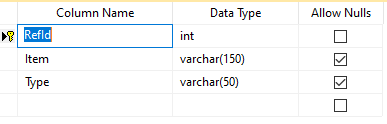 Column Name Data Type Allow Nulls
RefId int
Item varchar(150)
Type varchar(50)